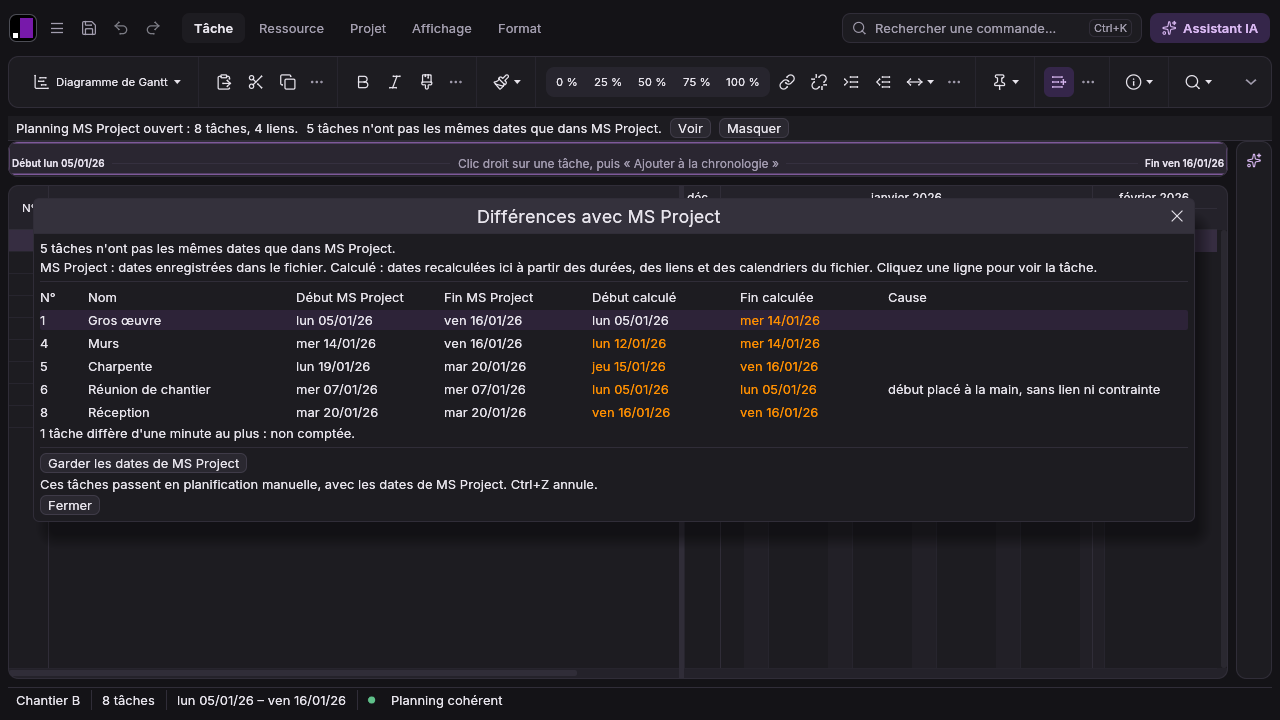 Tâche Ressource Projet Affichage Format Rechercher une commande... Ctrl+K Assistant IA
Diagramme de Gantt 0 % 25 % 50 % 75 % 100 %
Planning MS Project ouvert : 8 tâches, 4 liens. 5 tâches n'ont pas les mêmes dates que dans MS Project. Voir Masquer
Début lun 05/01/26 Clic droit sur une tâche, puis « Ajouter à la chronologie » Fin ven 16/01/26
déc. janvier 2026 février 2026
N°
Différences avec MS Project
5 tâches n'ont pas les mêmes dates que dans MS Project.
MS Project : dates enregistrées dans le fichier. Calculé : dates recalculées ici à partir des durées, des liens et des calendriers du fichier. Cliquez une ligne pour voir la tâche.
N° Nom Début MS Project Fin MS Project Début calculé Fin calculée Cause
1 Gros œuvre lun 05/01/26 ven 16/01/26 lun 05/01/26 mer 14/01/26
4 Murs mer 14/01/26 ven 16/01/26 lun 12/01/26 mer 14/01/26
5 Charpente lun 19/01/26 mar 20/01/26 jeu 15/01/26 ven 16/01/26
6 Réunion de chantier mer 07/01/26 mer 07/01/26 lun 05/01/26 lun 05/01/26 début placé à la main, sans lien ni contrainte
8 Réception mar 20/01/26 mar 20/01/26 ven 16/01/26 ven 16/01/26
1 tâche diffère d'une minute au plus : non comptée.
Garder les dates de MS Project
Ces tâches passent en planification manuelle, avec les dates de MS Project. Ctrl+Z annule.
Fermer
Chantier B 8 tâches lun 05/01/26 – ven 16/01/26 Planning cohérent